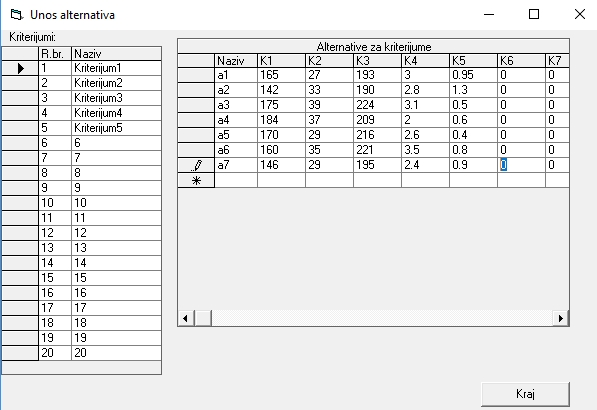 Unos alternativa
Kriterijumi:
R.br. Naziv
1 Kriterijum1
2 Kriterijum2
3 Kriterijum3
4 Kriterijum4
5 Kriterijum5
6 6
7 7
8 8
9 9
10 10
11 11
12 12
13 13
14 14
15 15
16 16
17 17
18 18
19 19
20 20
Alternative za kriterijume
Naziv K1 K2 K3 K4 K5 K6 K7
a1 165 27 193 3 0.95 0 0
a2 142 33 190 2.8 1.3 0 0
a3 175 39 224 3.1 0.5 0 0
a4 184 37 209 2 0.6 0 0
a5 170 29 216 2.6 0.4 0 0
a6 160 35 221 3.5 0.8 0 0
a7 146 29 195 2.4 0.9 0 0
Kraj